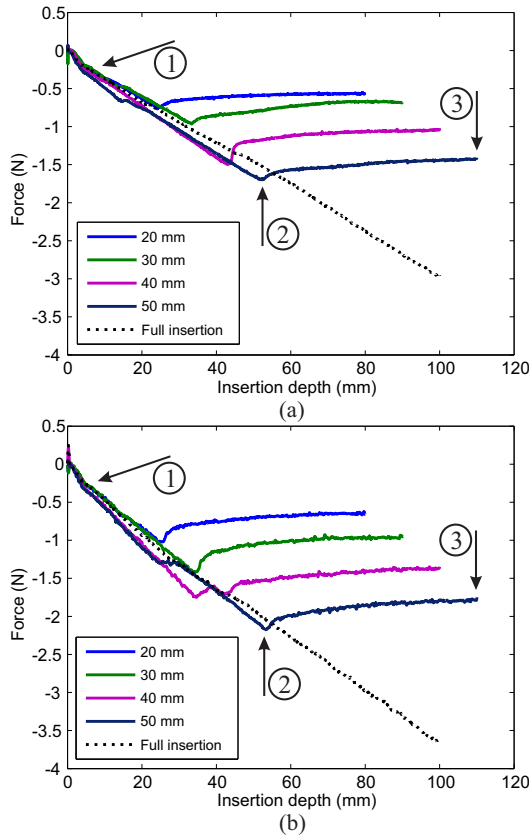 0.5
0
-0.5
-1
-1.5
-2
-2.5
-3
-3.5
-4
Force (N)
1
2
3
20 mm
30 mm
40 mm
50 mm
Full insertion
0 20 40 60 80 100 120
Insertion depth (mm)
(a)
0.5
0
-0.5
-1
-1.5
-2
-2.5
-3
-3.5
-4
Force (N)
1
2
3
20 mm
30 mm
40 mm
50 mm
Full insertion
0 20 40 60 80 100 120
Insertion depth (mm)
(b)